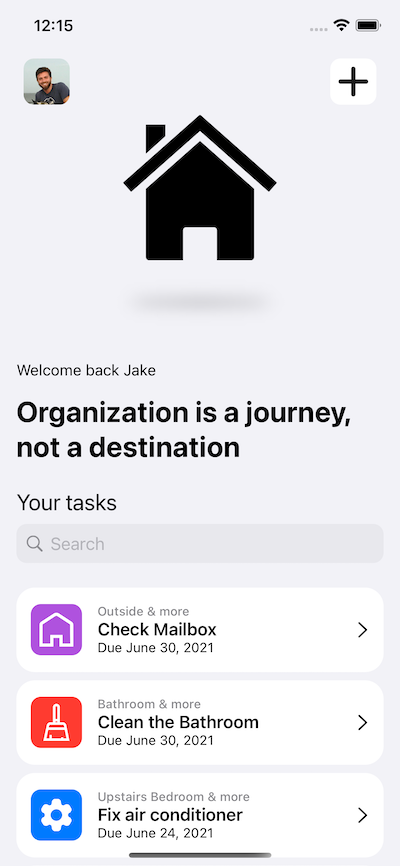 12:15
Welcome back Jake
Organization is a journey,
not a destination
Your tasks
Search
Outside & more
Check Mailbox
Due June 30, 2021
Bathroom & more
Clean the Bathroom
Due June 30, 2021
Upstairs Bedroom & more
Fix air conditioner
Due June 24, 2021